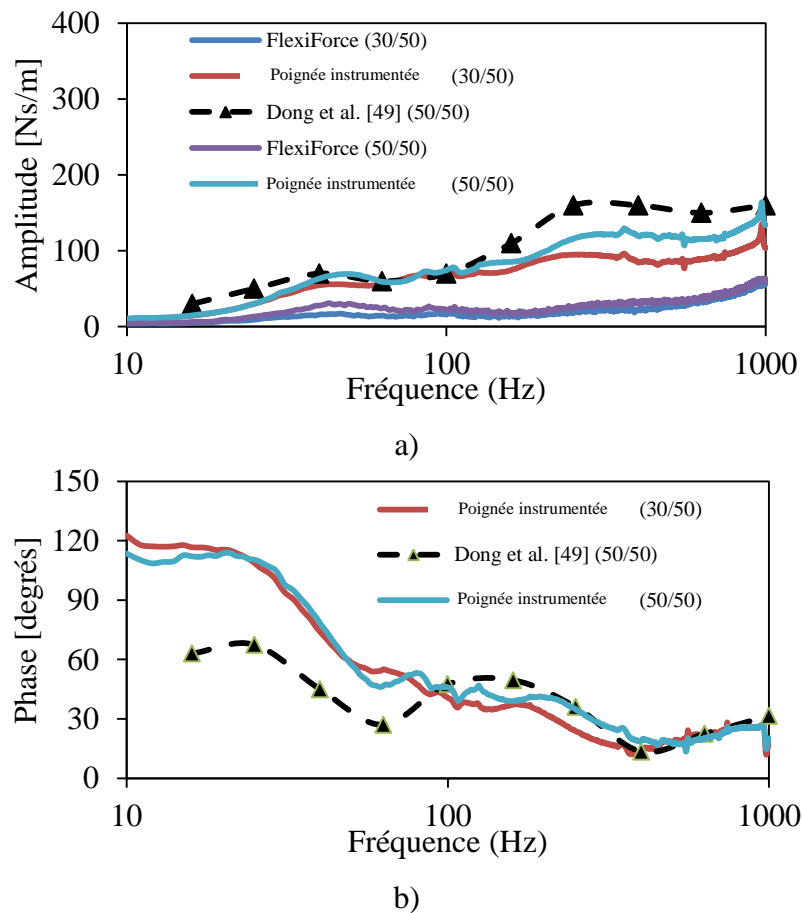 400
300
200
100
0
Amplitude [Ns/m]
FlexiForce (30/50)
Poignée instrumentée (30/50)
Dong et al. [49] (50/50)
FlexiForce (50/50)
Poignée instrumentée (50/50)
10 100 1000
Fréquence (Hz)
a)
150
120
90
60
30
0
Phase [degrés]
Poignée instrumentée (30/50)
Dong et al. [49] (50/50)
Poignée instrumentée (50/50)
10 100 1000
Fréquence (Hz)
b)